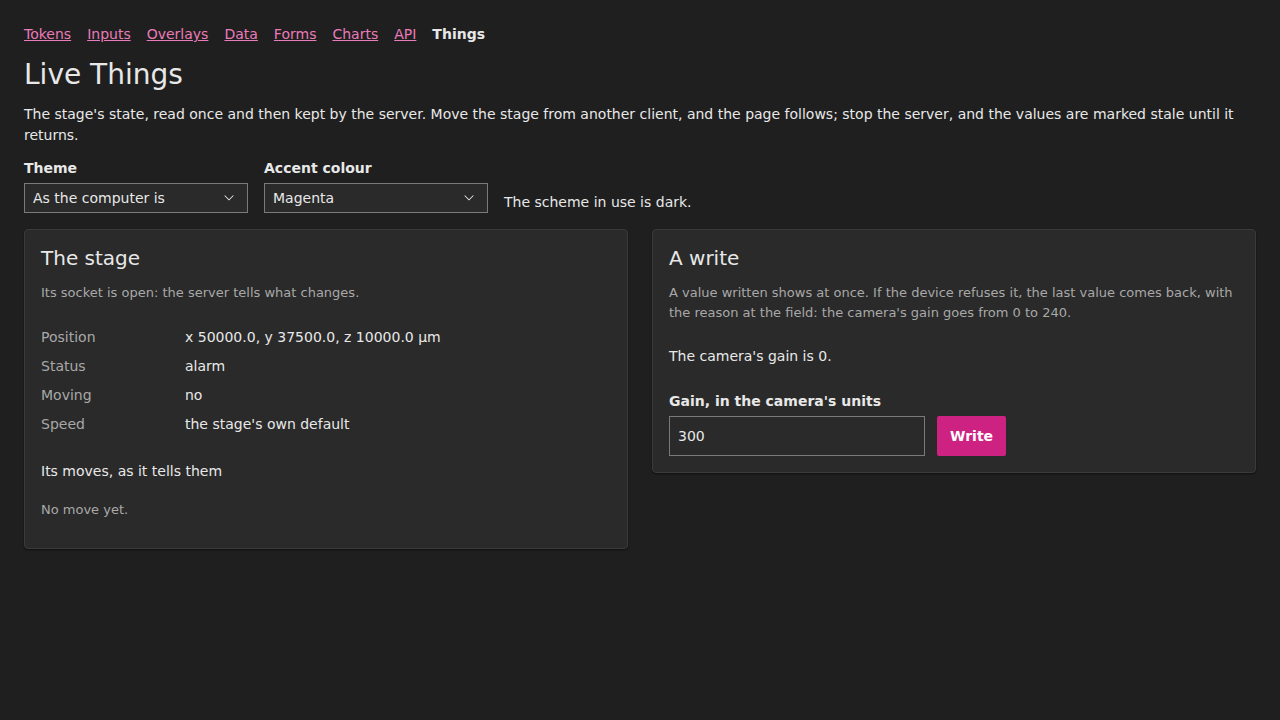 Tokens Inputs Overlays Data Forms Charts API Things
Live Things
The stage's state, read once and then kept by the server. Move the stage from another client, and the page follows; stop the server, and the values are marked stale until it
returns.
Theme Accent colour
As the computer is Magenta The scheme in use is dark.
The stage
Its socket is open: the server tells what changes.
Position x 50000.0, y 37500.0, z 10000.0 µm
Status alarm
Moving no
Speed the stage's own default
Its moves, as it tells them
No move yet.
A write
A value written shows at once. If the device refuses it, the last value comes back, with
the reason at the field: the camera's gain goes from 0 to 240.
The camera's gain is 0.
Gain, in the camera's units
300 Write